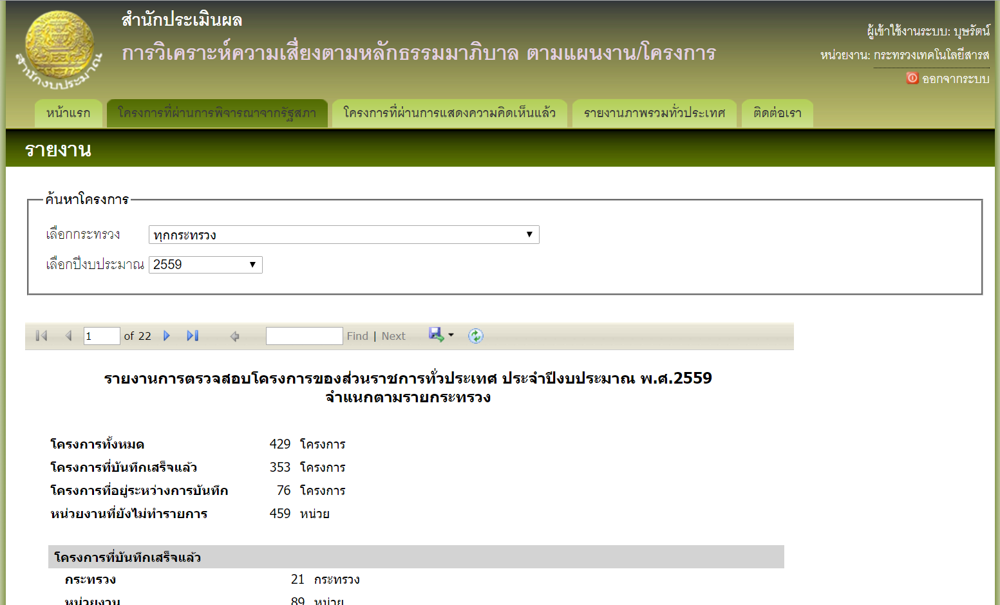 สำนักประเมินผล
การวิเคราะห์ความเสี่ยงตามหลักธรรมมาภิบาล ตามแผนงาน/โครงการ
ผู้เข้าใช้งานระบบ: บุษรัตน์
หน่วยงาน: กระทรวงเทคโนโลยีสารส
ออกจากระบบ
สำนักงบประมาณ
หน้าแรก
โครงการที่ผ่านการพิจารณาจากรัฐสภา
โครงการที่ผ่านการแสดงความคิดเห็นแล้ว
รายงานภาพรวมทั่วประเทศ
ติดต่อเรา
รายงาน
ค้นหาโครงการ
เลือกกระทรวง ทุกกระทรวง
เลือกปีงบประมาณ 2559
1 of 22 Find | Next
รายงานการตรวจสอบโครงการของส่วนราชการทั่วประเทศ ประจำปีงบประมาณ พ.ศ.2559
จำแนกตามรายกระทรวง
โครงการทั้งหมด 429 โครงการ
โครงการที่บันทึกเสร็จแล้ว 353 โครงการ
โครงการที่อยู่ระหว่างการบันทึก 76 โครงการ
หน่วยงานที่ยังไม่ทำรายการ 459 หน่วย
โครงการที่บันทึกเสร็จแล้ว
กระทรวง 21 กระทรวง
หน่วยงาน 89 หน่วย